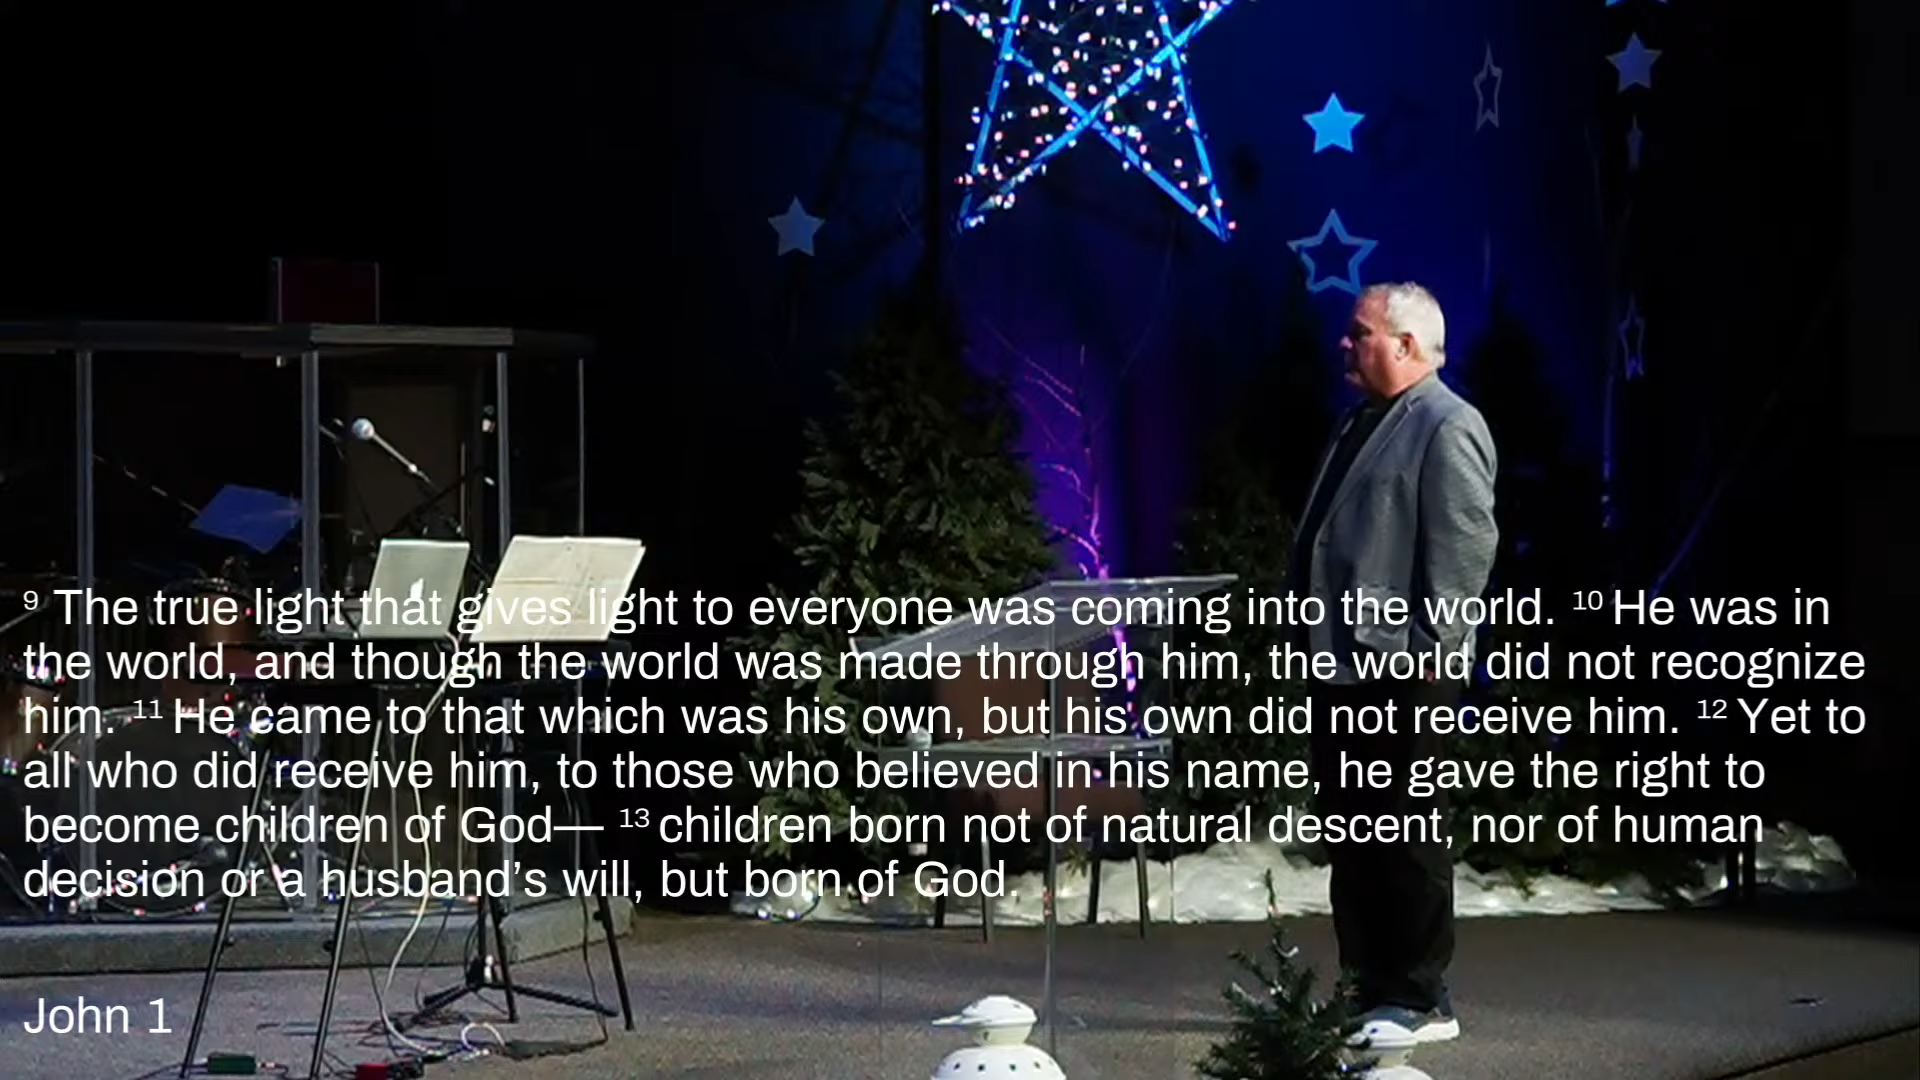 ⁹ The true light that gives light to everyone was coming into the world. ¹⁰ He was in
the world, and though the world was made through him, the world did not recognize
him. ¹¹ He came to that which was his own, but his own did not receive him. ¹² Yet to
all who did receive him, to those who believed in his name, he gave the right to
become children of God— ¹³ children born not of natural descent, nor of human
decision or a husband’s will, but born of God.
John 1